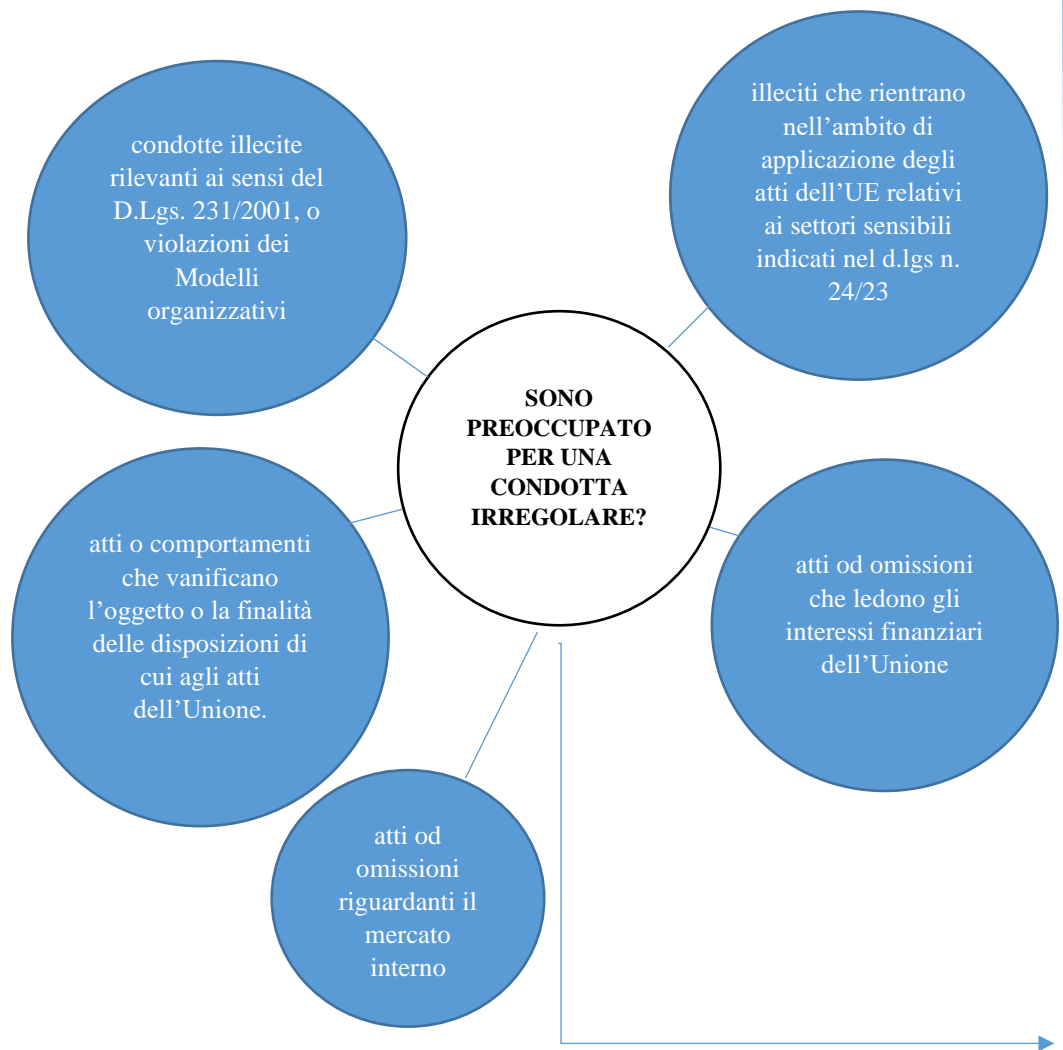 condotte illecite
rilevanti ai sensi del
D.Lgs. 231/2001, o
violazioni dei
Modelli
organizzativi
illeciti che rientrano
nell’ambito di
applicazione degli
atti dell’UE relativi
ai settori sensibili
indicati nel d.lgs n.
24/23
SONO
PREOCCUPATO
PER UNA
CONDOTTA
IRREGOLARE?
atti o comportamenti
che vanificano
l’oggetto o la finalità
delle disposizioni di
cui agli atti
dell’Unione.
atti od omissioni
che ledono gli
interessi finanziari
dell’Unione
atti od
omissioni
riguardanti il
mercato
interno